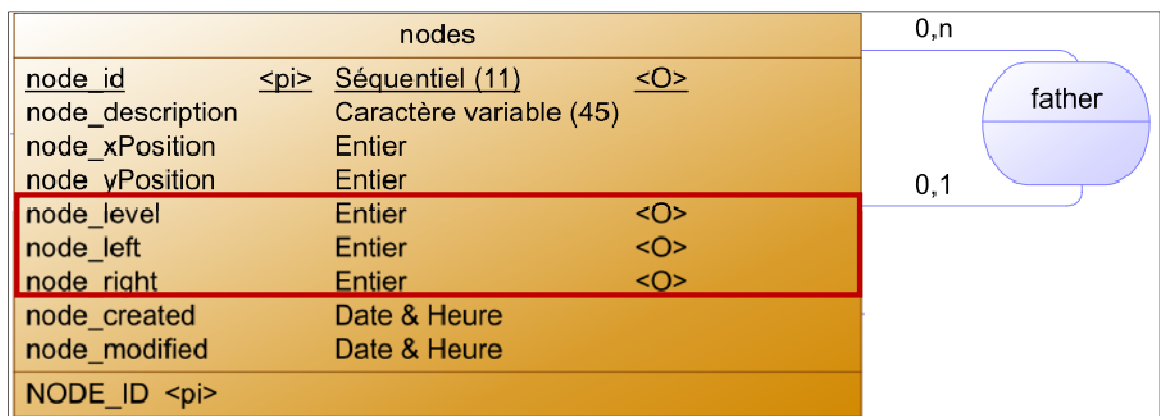 nodes
node_id <pi> Séquentiel (11) <O>
node_description Caractère variable (45)
node_xPosition Entier
node_yPosition Entier
node_level Entier <O>
node_left Entier <O>
node_right Entier <O>
node_created Date & Heure
node_modified Date & Heure
NODE_ID <pi>
0,n
father
0,1